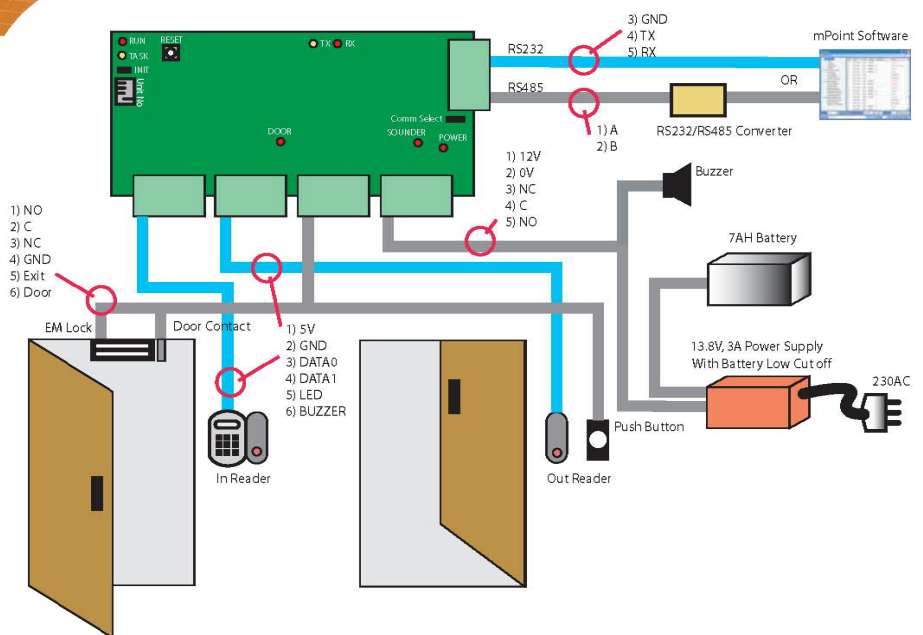 RUN
TASK
INIT
Unit No
RESET
TX
RX
DOOR
Comm Select
SOUNDER
POWER
RS232
RS485
3) GND
4) TX
5) RX
mPoint Software
OR
1) A
2) B
RS232/RS485 Converter
1) 12V
2) 0V
3) NC
4) C
5) NO
Buzzer
7AH Battery
13.8V, 3A Power Supply
With Battery Low Cut off
230AC
1) NO
2) C
3) NC
4) GND
5) Exit
6) Door
EM Lock
Door Contact
1) 5V
2) GND
3) DATA0
4) DATA1
5) LED
6) BUZZER
In Reader
Out Reader
Push Button